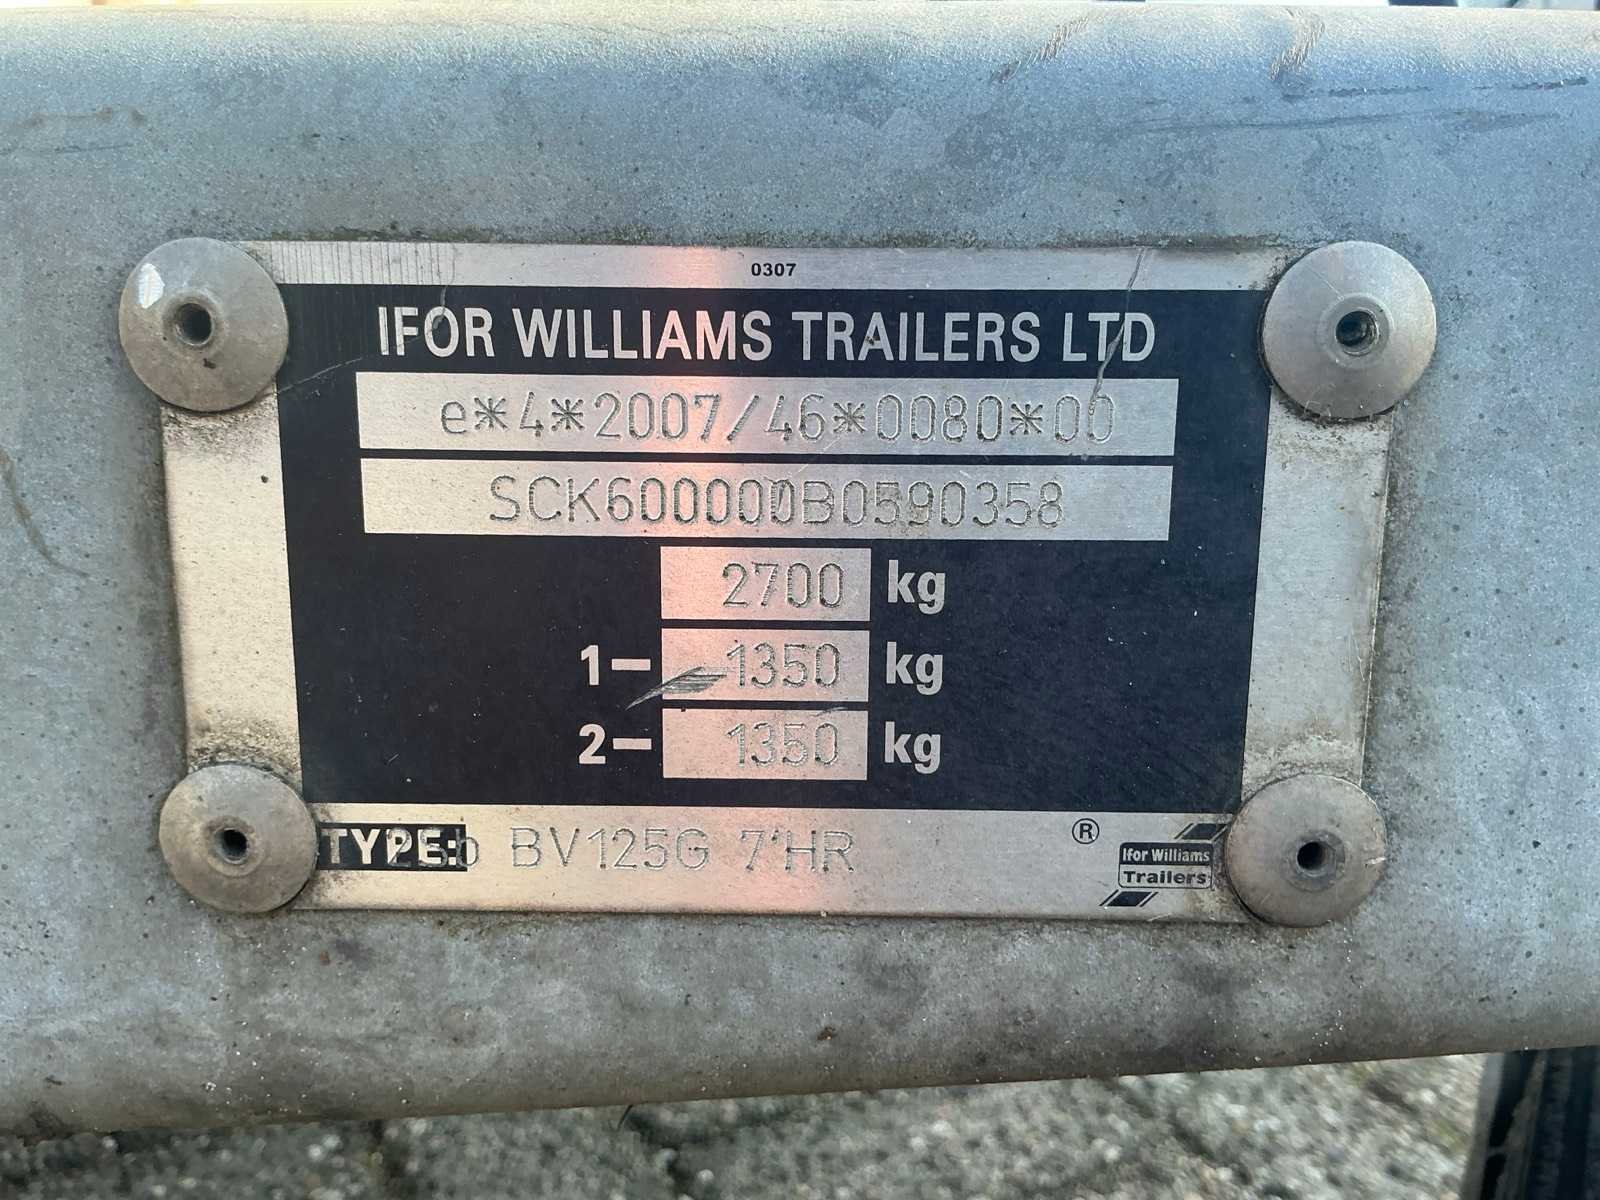 0307
IFOR WILLIAMS TRAILERS LTD
e*4*2007/46*0080*00
SCK600000B0590358
2700 kg
1- 1350 kg
2- 1350 kg
TYPE: BV125G 7'HR
®
Ifor Williams
Trailers